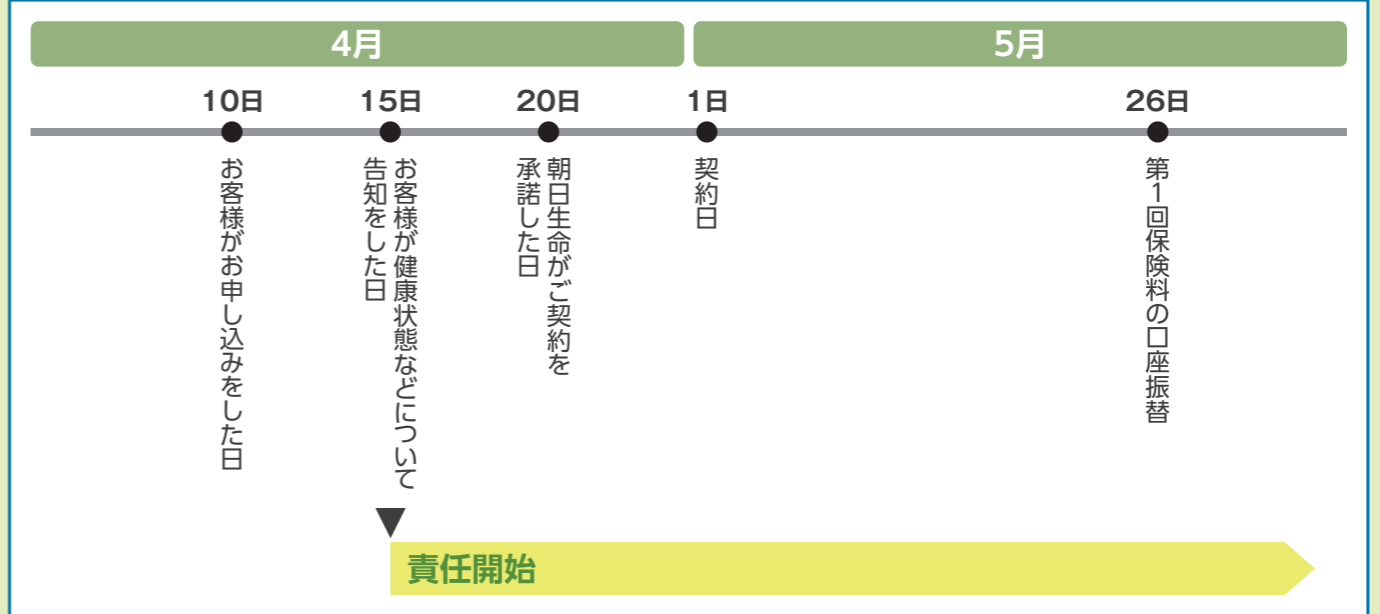 4月
5月
10日
15日
20日
1日
26日
お客様がお申し込みをした日
お客様が健康状態などについて
告知をした日
朝日生命がご契約を
承諾した日
契約日
第1回保険料の口座振替
責任開始